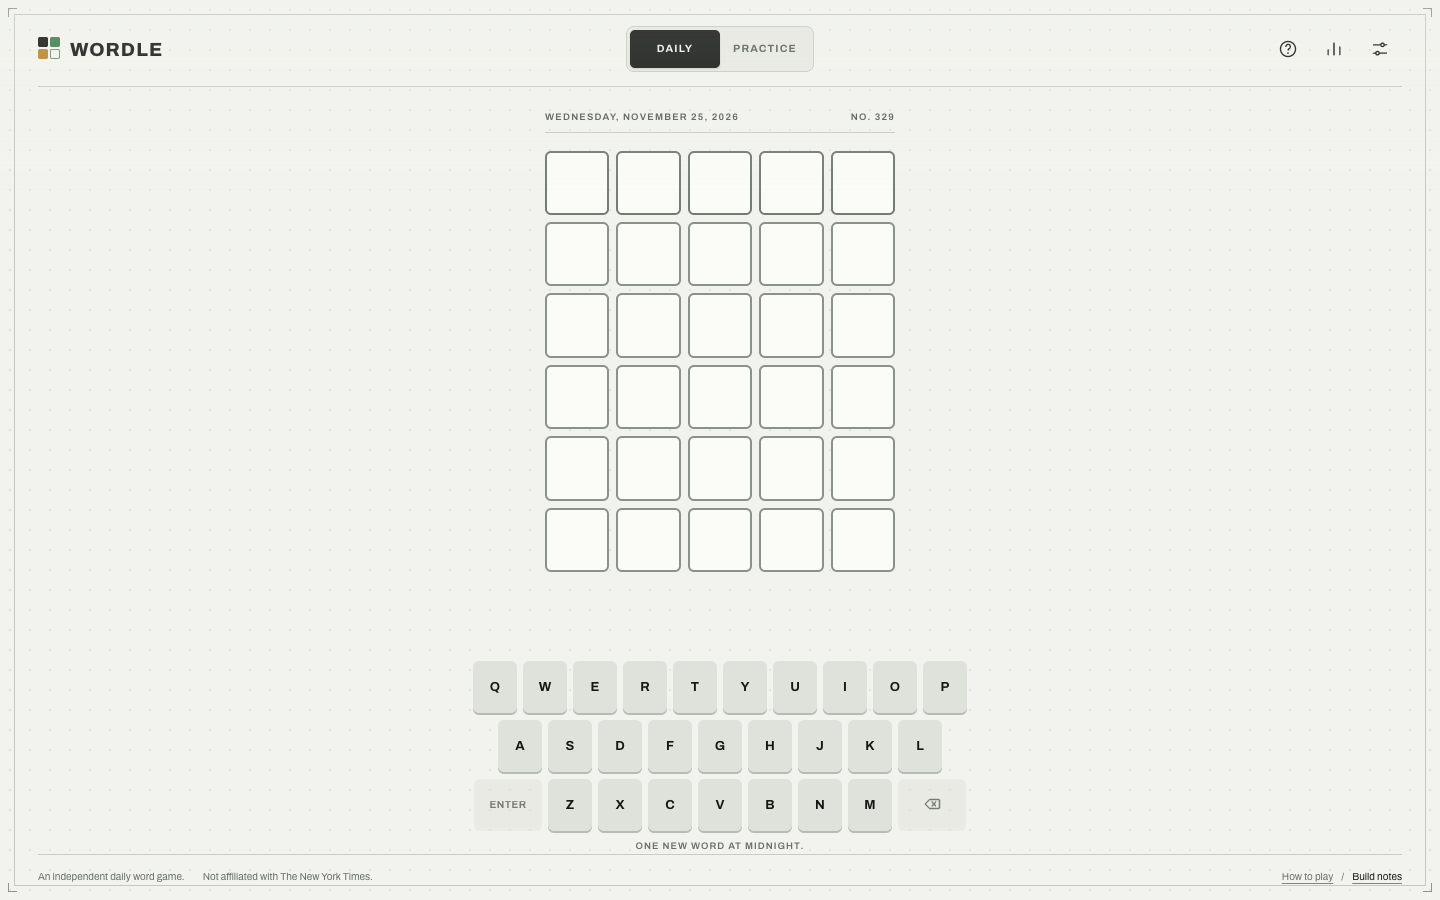 WORDLE
DAILY
PRACTICE
WEDNESDAY, NOVEMBER 25, 2026
NO. 329
Q W E R T Y U I O P
A S D F G H J K L
ENTER Z X C V B N M
ONE NEW WORD AT MIDNIGHT.
An independent daily word game. Not affiliated with The New York Times.
How to play / Build notes